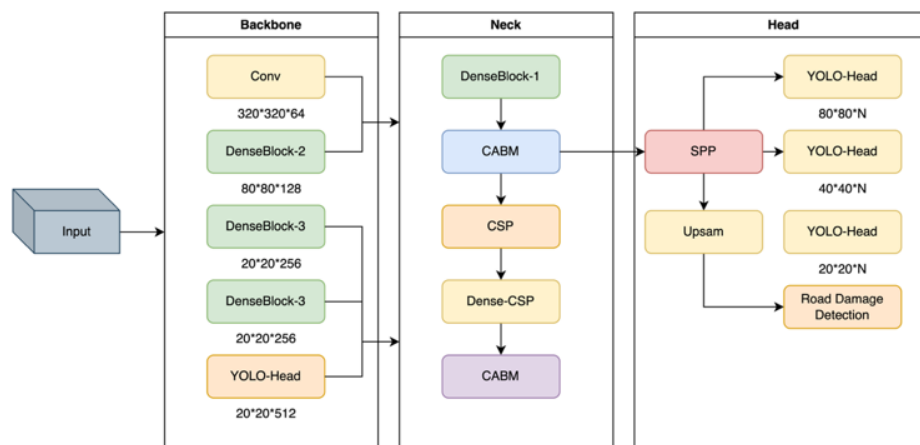 Backbone
Neck
Head
Input
Conv
320*320*64
DenseBlock-2
80*80*128
DenseBlock-3
20*20*256
DenseBlock-3
20*20*256
YOLO-Head
20*20*512
DenseBlock-1
CABM
CSP
Dense-CSP
CABM
SPP
Upsam
YOLO-Head
80*80*N
YOLO-Head
40*40*N
YOLO-Head
20*20*N
Road Damage
Detection